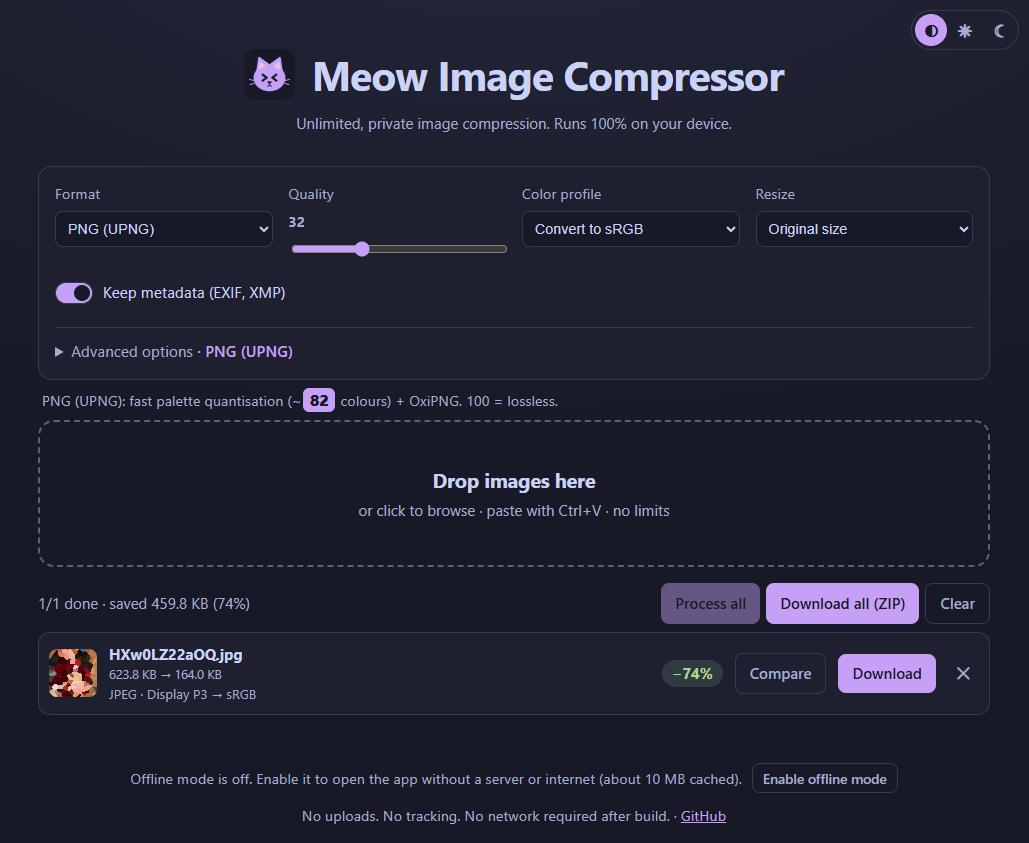 Meow Image Compressor
Unlimited, private image compression. Runs 100% on your device.
Format
Quality
Color profile
Resize
PNG (UPNG)
32
Convert to sRGB
Original size
Keep metadata (EXIF, XMP)
Advanced options · PNG (UPNG)
PNG (UPNG): fast palette quantisation (~ 82 colours) + OxiPNG. 100 = lossless.
Drop images here
or click to browse · paste with Ctrl+V · no limits
1/1 done · saved 459.8 KB (74%)
Process all
Download all (ZIP)
Clear
HXw0LZ22aOQ.jpg
623.8 KB → 164.0 KB
JPEG · Display P3 → sRGB
−74%
Compare
Download
Offline mode is off. Enable it to open the app without a server or internet (about 10 MB cached).
Enable offline mode
No uploads. No tracking. No network required after build. · GitHub